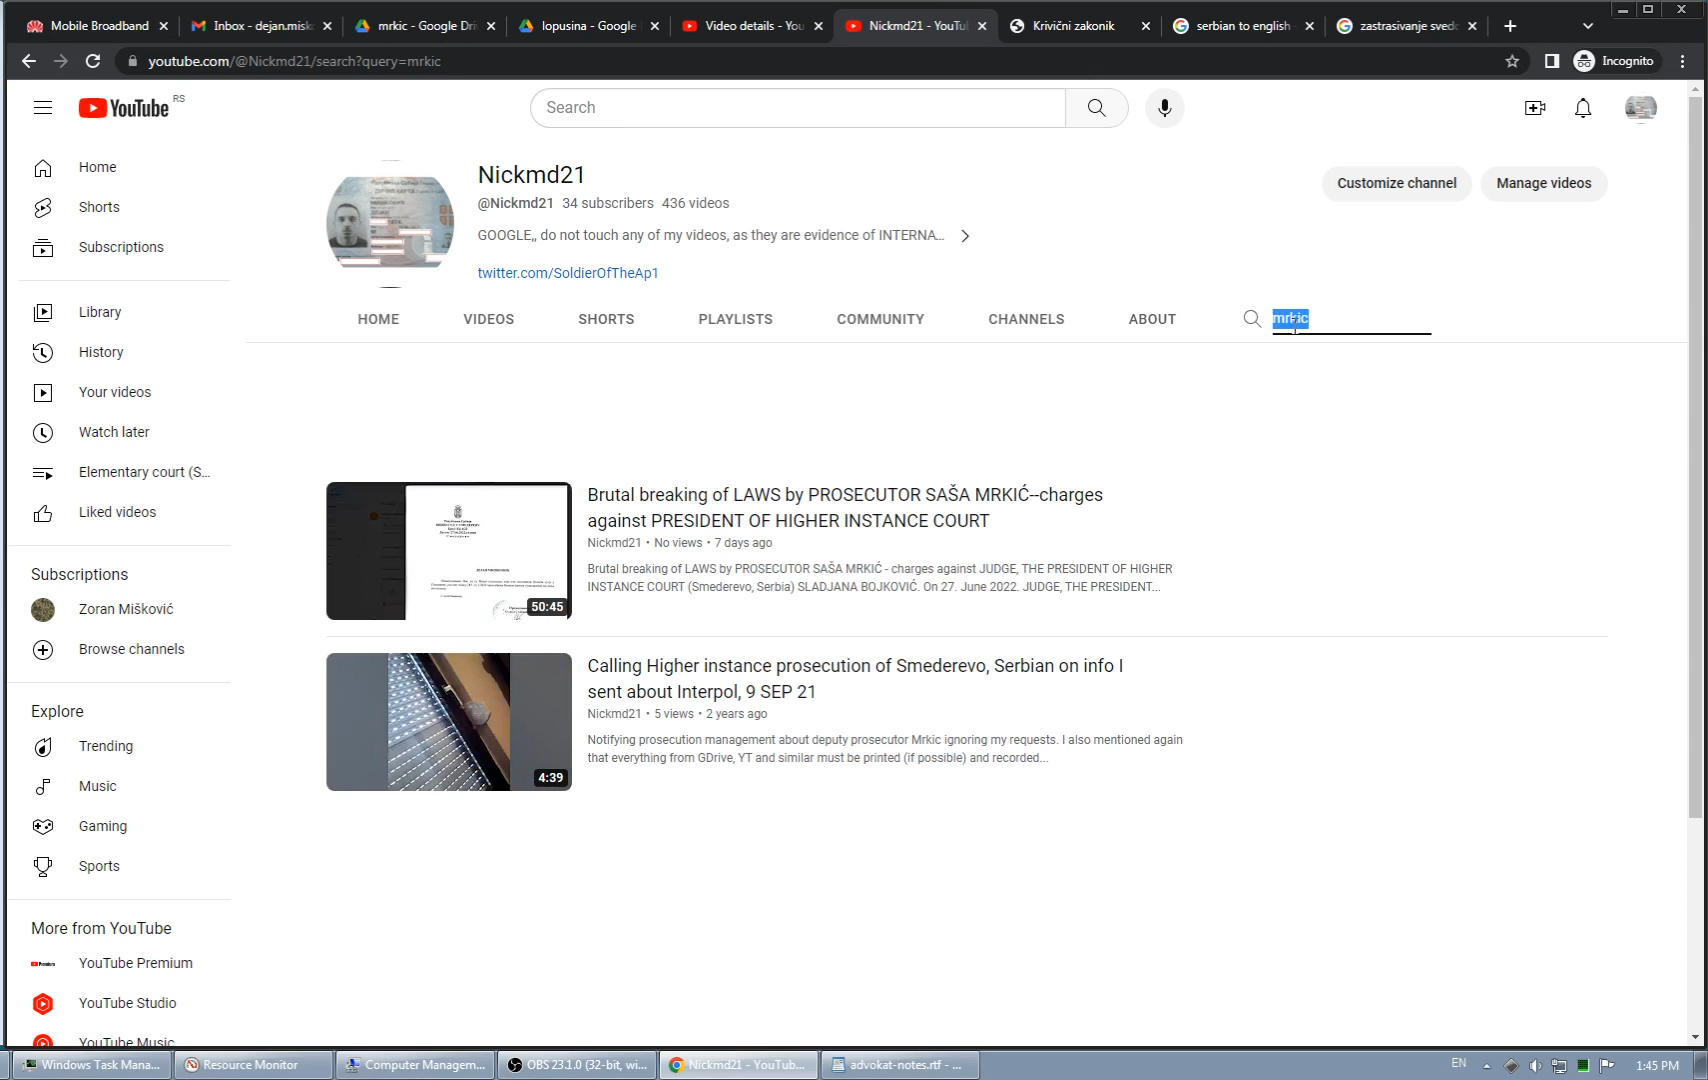 Mobile Broadband
Inbox - dejan.misk
mrkic - Google Dri
lopusina - Google
Video details - You
Nickmd21 - YouTub
Krivični zakonik
serbian to english -
zastrasivanje sved
youtube.com/@Nickmd21/search?query=mrkic
Incognito
YouTube RS
Search
Home
Shorts
Subscriptions
Library
History
Your videos
Watch later
Elementary court (S...
Liked videos
Subscriptions
Zoran Mišković
Browse channels
Explore
Trending
Music
Gaming
Sports
More from YouTube
YouTube Premium
YouTube Studio
YouTube Music
Nickmd21
@Nickmd21 34 subscribers 436 videos
GOOGLE,, do not touch any of my videos, as they are evidence of INTERNA...
twitter.com/SoldierOfTheAp1
Customize channel
Manage videos
HOME VIDEOS SHORTS PLAYLISTS COMMUNITY CHANNELS ABOUT mrkic
50:45
Brutal breaking of LAWS by PROSECUTOR SAŠA MRKIĆ--charges
against PRESIDENT OF HIGHER INSTANCE COURT
Nickmd21 • No views • 7 days ago
Brutal breaking of LAWS by PROSECUTOR SAŠA MRKIĆ - charges against JUDGE, THE PRESIDENT OF HIGHER
INSTANCE COURT (Smederevo, Serbia) SLADJANA BOJKOVIĆ. On 27. June 2022. JUDGE, THE PRESIDENT...
4:39
Calling Higher instance prosecution of Smederevo, Serbian on info I
sent about Interpol, 9 SEP 21
Nickmd21 • 5 views • 2 years ago
Notifying prosecution management about deputy prosecutor Mrkic ignoring my requests. I also mentioned again
that everything from GDrive, YT and similar must be printed (if possible) and recorded...
Windows Task Mana...
Resource Monitor
Computer Managem...
OBS 23.1.0 (32-bit, wi...
Nickmd21 - YouTub...
advokat-notes.rtf - ...
EN
1:45 PM